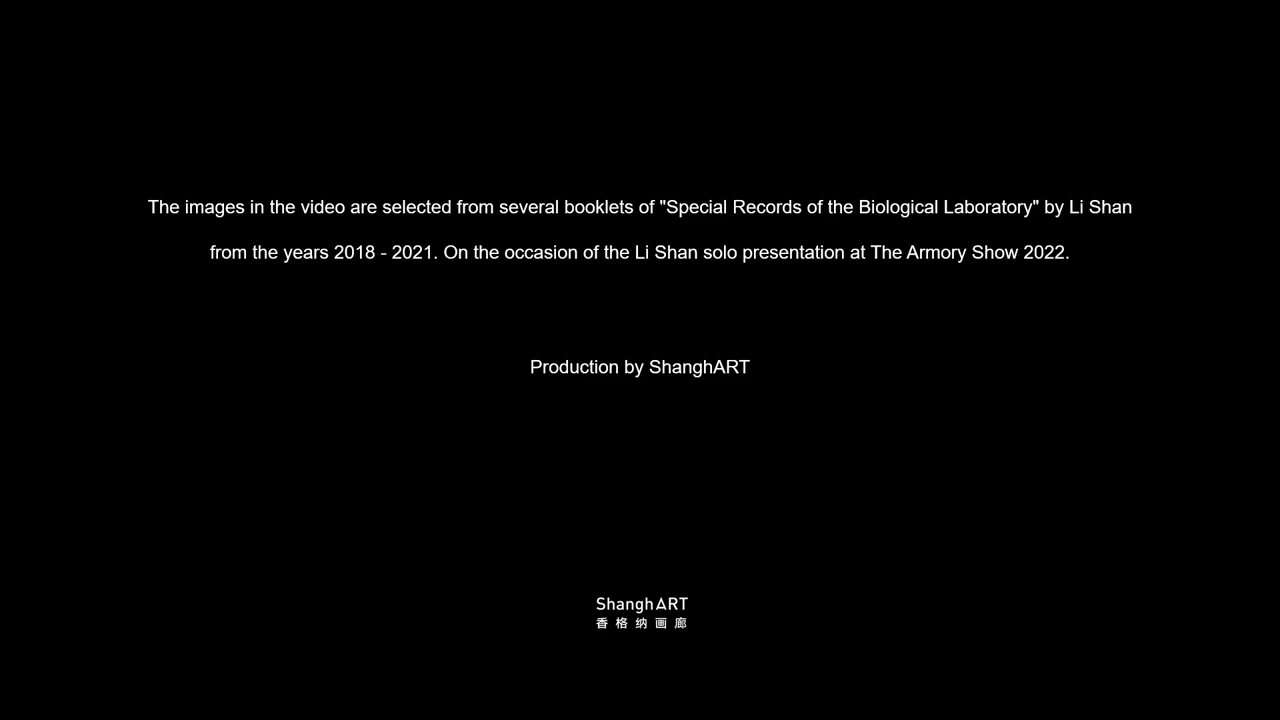 The images in the video are selected from several booklets of "Special Records of the Biological Laboratory" by Li Shan
from the years 2018 - 2021. On the occasion of the Li Shan solo presentation at The Armory Show 2022.
Production by ShanghART
ShanghART
香格纳画廊